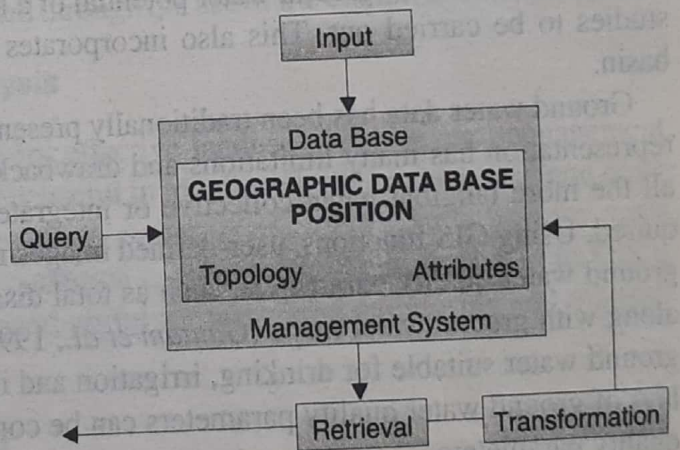 Input
Data Base
GEOGRAPHIC DATA BASE
POSITION
Query
Topology Attributes
Management System
Retrieval
Transformation